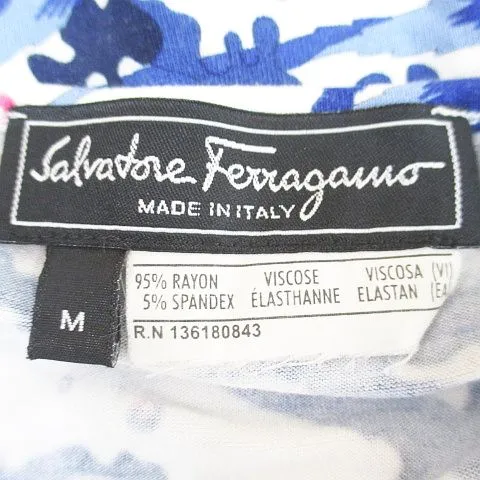 Salvatore Ferragamo
MADE IN ITALY
M
95% RAYON VISCOSE VISCOSA (VI)
5% SPANDEX ÉLASTHANNE ELASTAN (EA
R.N 136180843